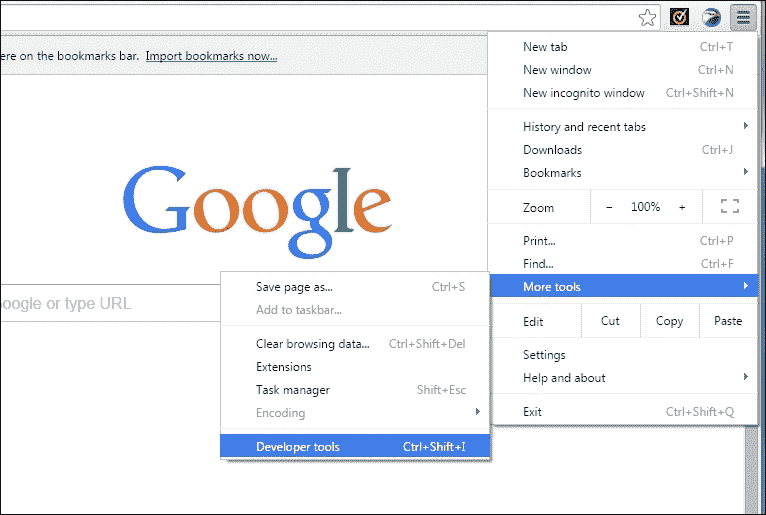 ere on the bookmarks bar. Import bookmarks now...
Google
Google or type URL
New tab Ctrl+T
New window Ctrl+N
New incognito window Ctrl+Shift+N
History and recent tabs
Downloads Ctrl+J
Bookmarks
Zoom − 100% +
Print... Ctrl+P
Find... Ctrl+F
More tools
Edit Cut Copy Paste
Settings
Help and about
Exit Ctrl+Shift+Q
Save page as... Ctrl+S
Add to taskbar...
Clear browsing data... Ctrl+Shift+Del
Extensions
Task manager Shift+Esc
Encoding
Developer tools Ctrl+Shift+I